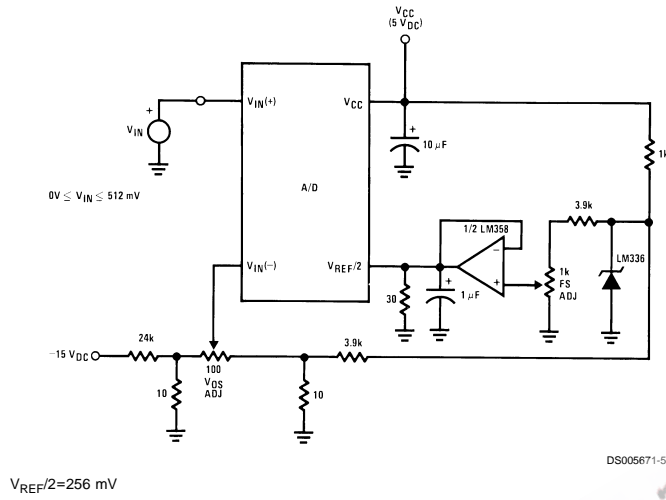 VCC
(5 VDC)
VIN(+)
VCC
+
VIN
+
10 μF
1k
A/D
0V ≤ VIN ≤ 512 mV
3.9k
1/2 LM358
−
+
VIN(−)
VREF/2
LM336
1k
FS
ADJ
30
+
1 μF
24k
3.9k
−15 VDC
100
VOS
ADJ
10
10
DS005671-5
VREF/2=256 mV